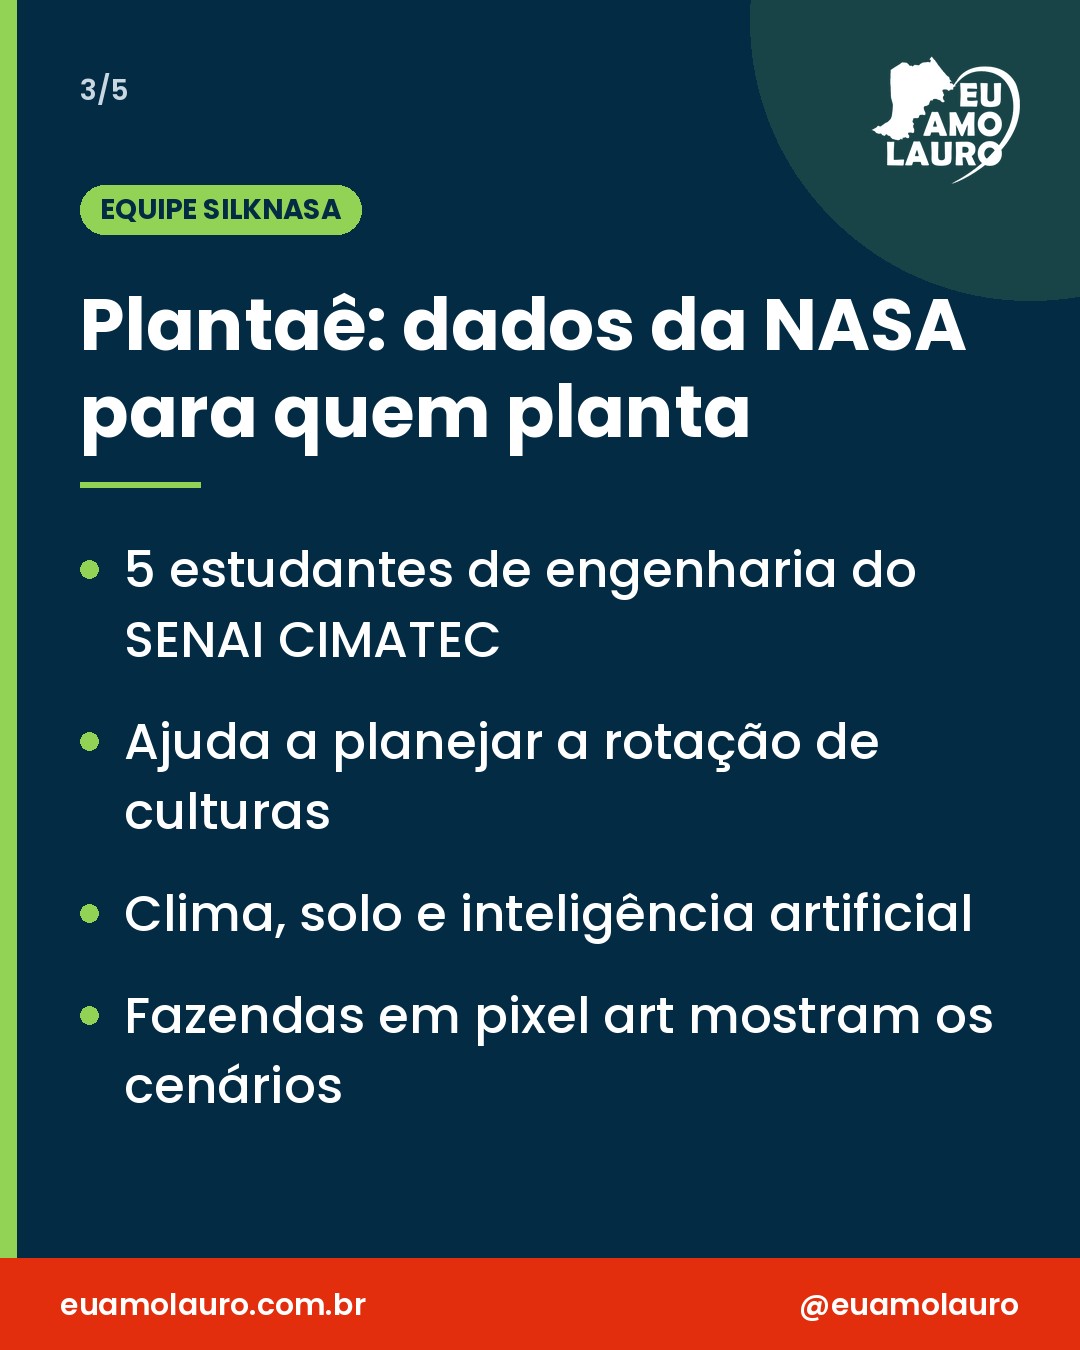 3/5
EU
AMO
LAURO
EQUIPE SILKNASA
Plantaê: dados da NASA
para quem planta
5 estudantes de engenharia do
SENAI CIMATEC
Ajuda a planejar a rotação de
culturas
Clima, solo e inteligência artificial
Fazendas em pixel art mostram os
cenários
euamolauro.com.br
@euamolauro